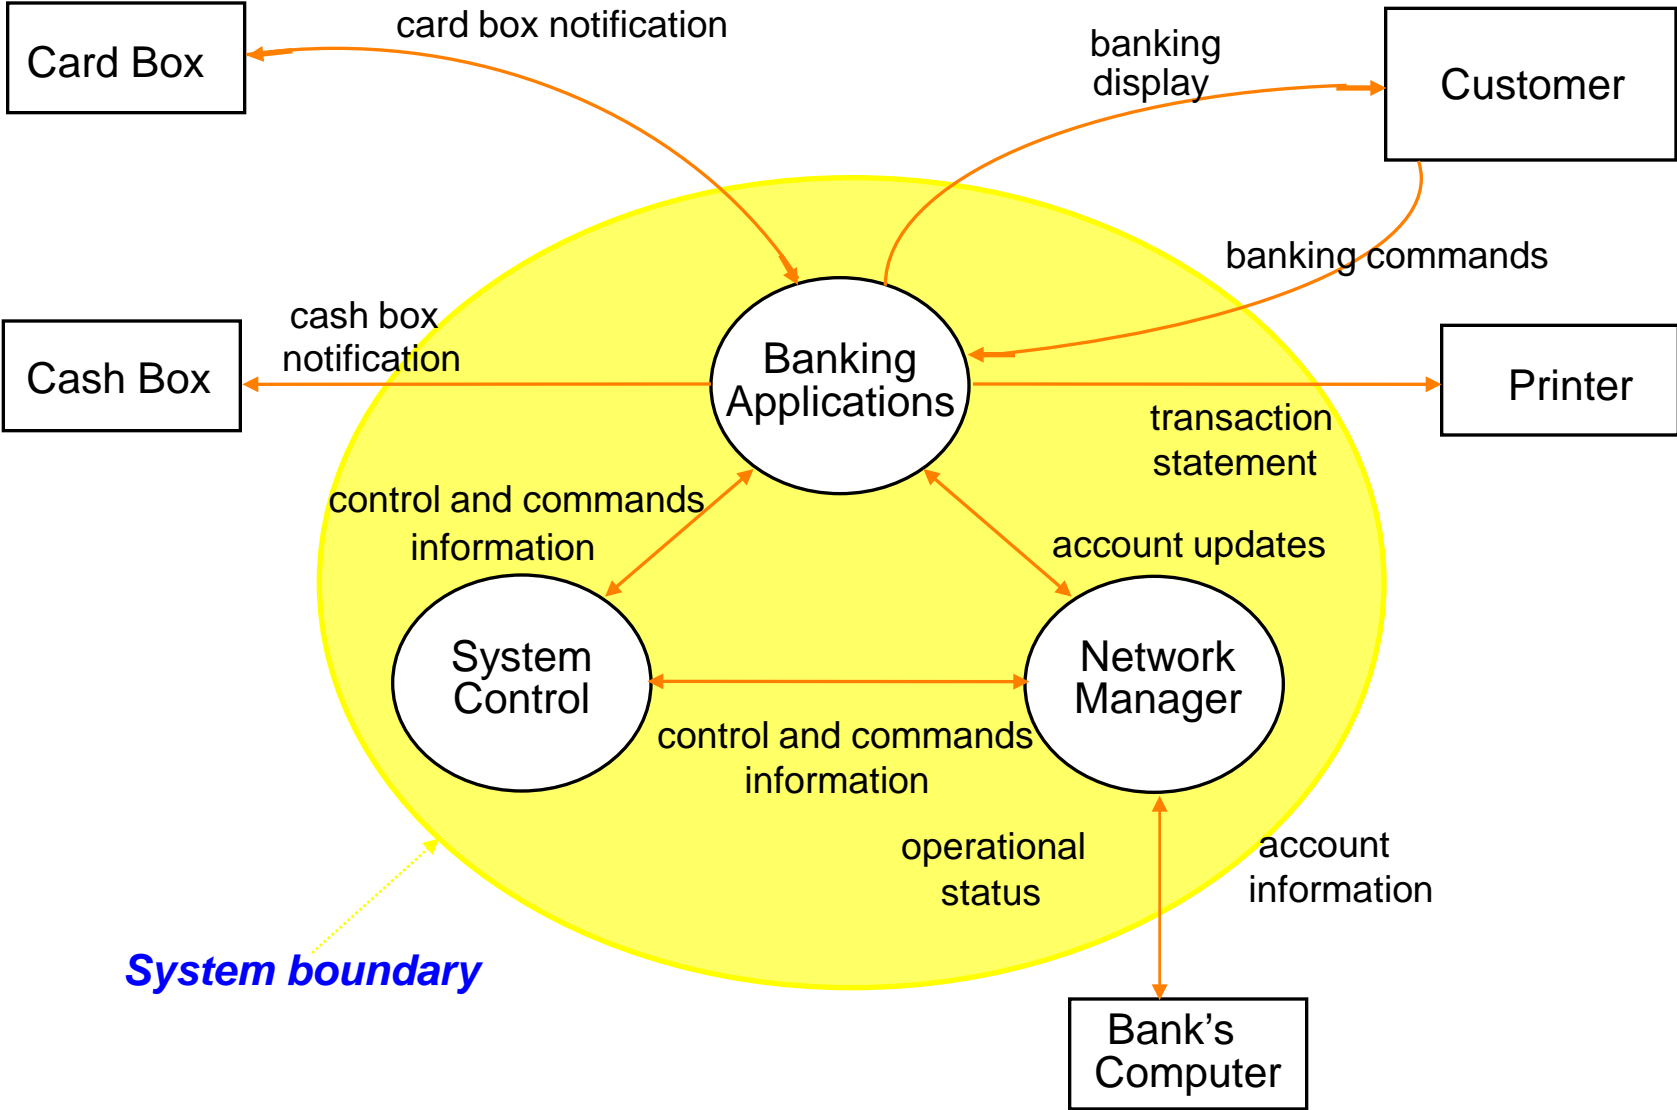 card box notification
Card Box
banking
display
Customer
banking commands
cash box
notification
Cash Box
Banking
Applications
Printer
transaction
statement
control and commands
information
account updates
System
Control
Network
Manager
control and commands
information
operational
status
account
information
System boundary
Bank’s
Computer